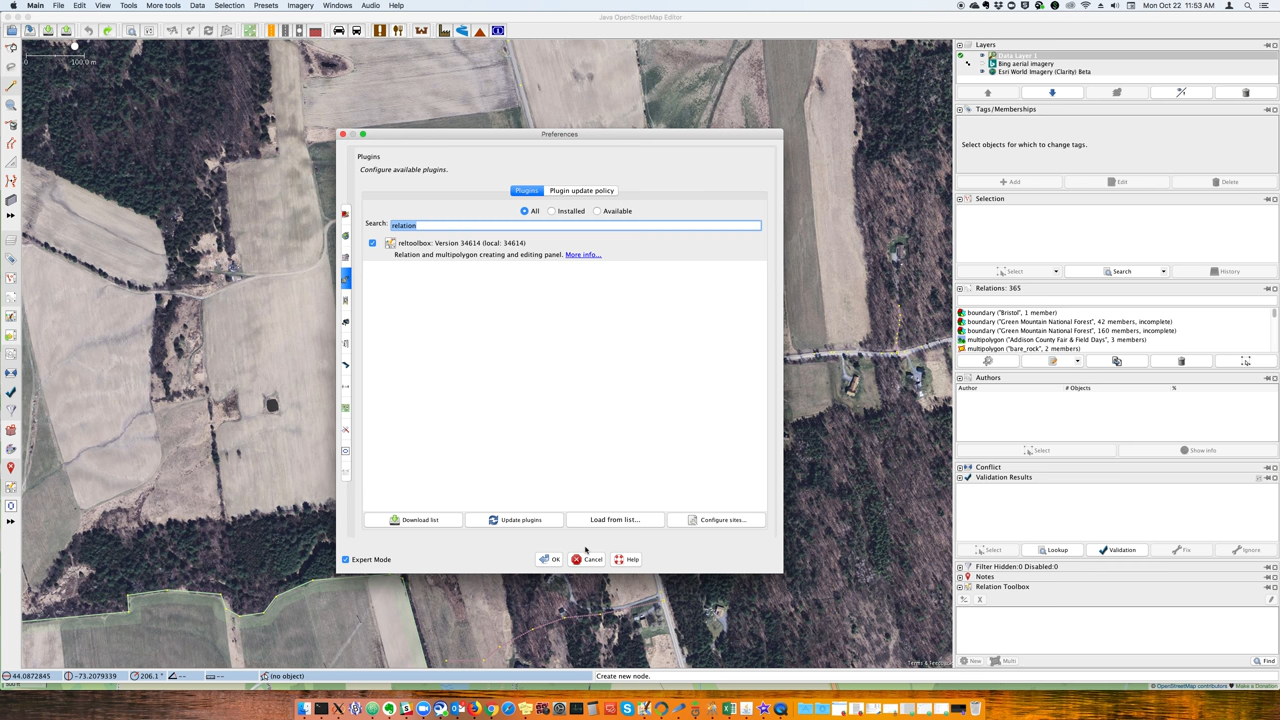 Main File Edit View Tools More tools Data Selection Presets Imagery Windows Audio Help
Mon Oct 22 11:53 AM
Java OpenStreetMap Editor
0
100.0 m
Layers
Data Layer 1
Bing aerial imagery
Esri World Imagery (Clarity) Beta
Tags/Memberships
Select objects for which to change tags.
Add Edit Delete
Selection
Select Search History
Relations: 365
boundary ("Bristol", 1 member)
boundary ("Green Mountain National Forest", 42 members, incomplete)
boundary ("Green Mountain National Forest", 160 members, incomplete)
multipolygon ("Addison County Fair & Field Days", 3 members)
multipolygon ("bare_rock", 2 members)
Authors
Author # Objects %
Select Show info
Conflict
Validation Results
Select Lookup Validation Fix Ignore
Filter Hidden:0 Disabled:0
Notes
Relation Toolbox
New Multi Find
Preferences
Plugins
Configure available plugins.
Plugins Plugin update policy
All Installed Available
Search: relation
reltoolbox: Version 34614 (local: 34614)
Relation and multipolygon creating and editing panel. More info...
Download list Update plugins Load from list... Configure sites...
Expert Mode OK Cancel Help
44.0872845 -73.2079339 206.1 ° -- -- (no object) Create new node.
© OpenStreetMap contributors Make a Donation